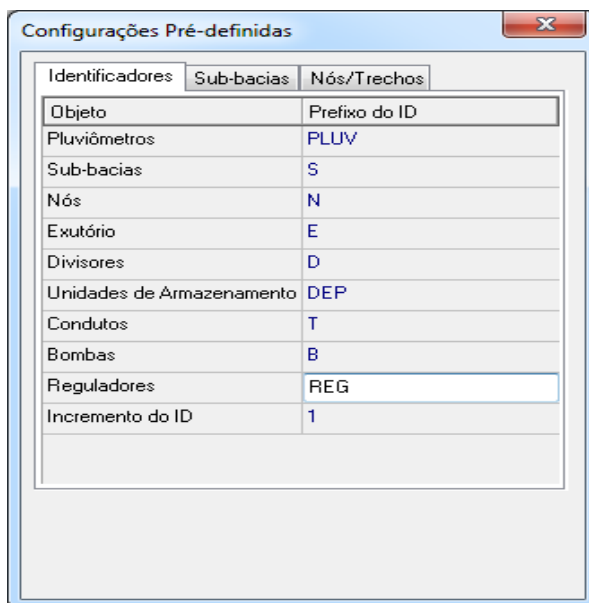 Configurações Pré-definidas
Identificadores Sub-bacias Nós/Trechos
Objeto Prefixo do ID
Pluviômetros PLUV
Sub-bacias S
Nós N
Exutório E
Divisores D
Unidades de Armazenamento DEP
Condutos T
Bombas B
Reguladores REG
Incremento do ID 1